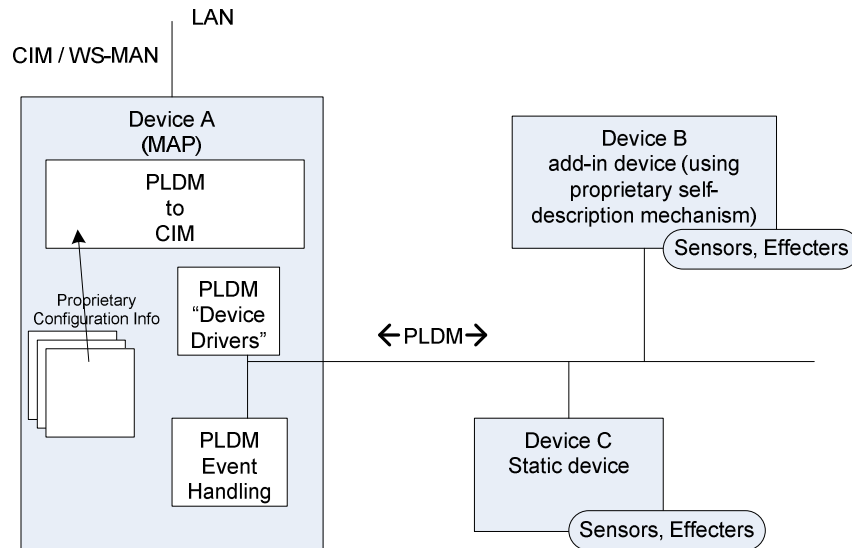 LAN
CIM / WS-MAN
Device A
(MAP)
PLDM
to
CIM
Proprietary
Configuration Info
PLDM
“Device
Drivers”
PLDM
Event
Handling
PLDM
Device B
add-in device (using
proprietary self-
description mechanism)
Sensors, Effecters
Device C
Static device
Sensors, Effecters